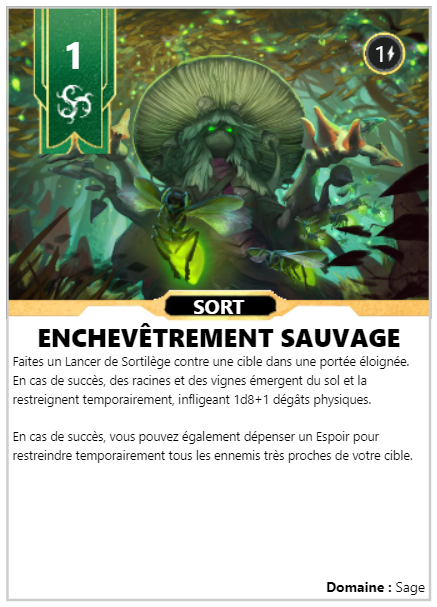 1
1
SORT
ENCHEVÊTREMENT SAUVAGE
Faites un Lancer de Sortilège contre une cible dans une portée éloignée.
En cas de succès, des racines et des vignes émergent du sol et la
restreignent temporairement, infligeant 1d8+1 dégâts physiques.
En cas de succès, vous pouvez également dépenser un Espoir pour
restreindre temporairement tous les ennemis très proches de votre cible.
Domaine : Sage